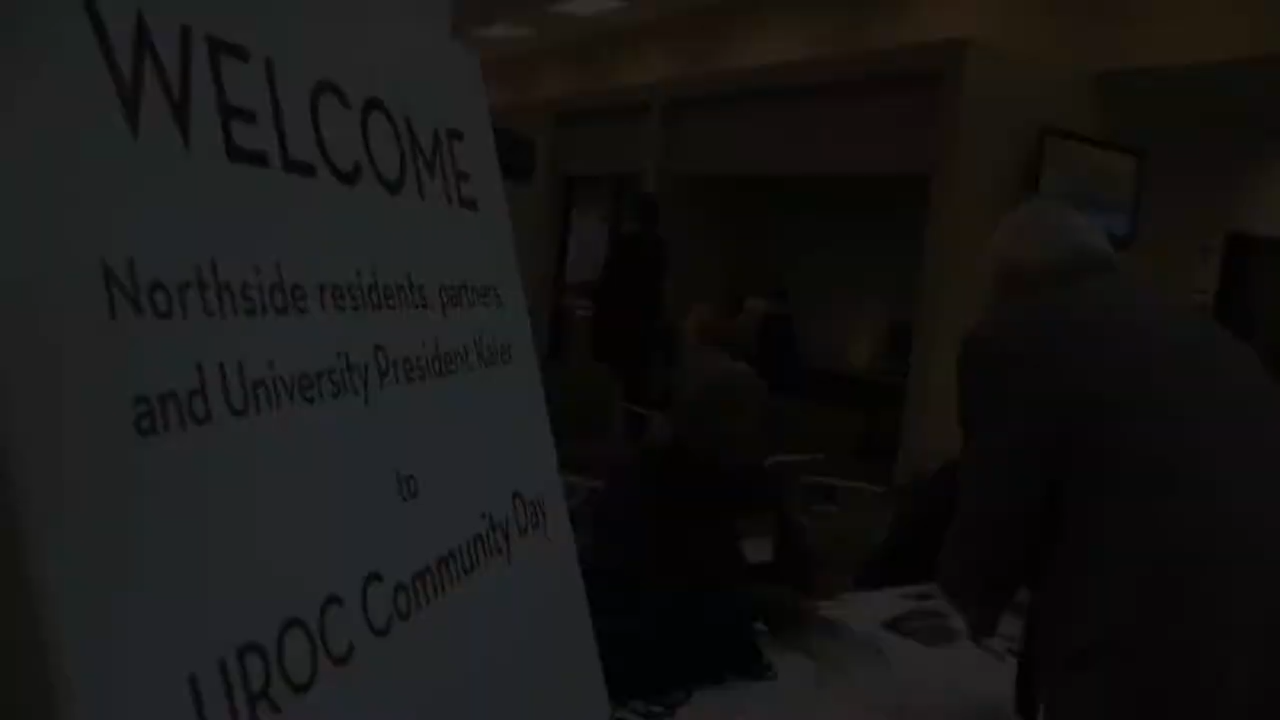 WELCOME
Northside residents, partners
and University President Kaler
to
UROC Community Day